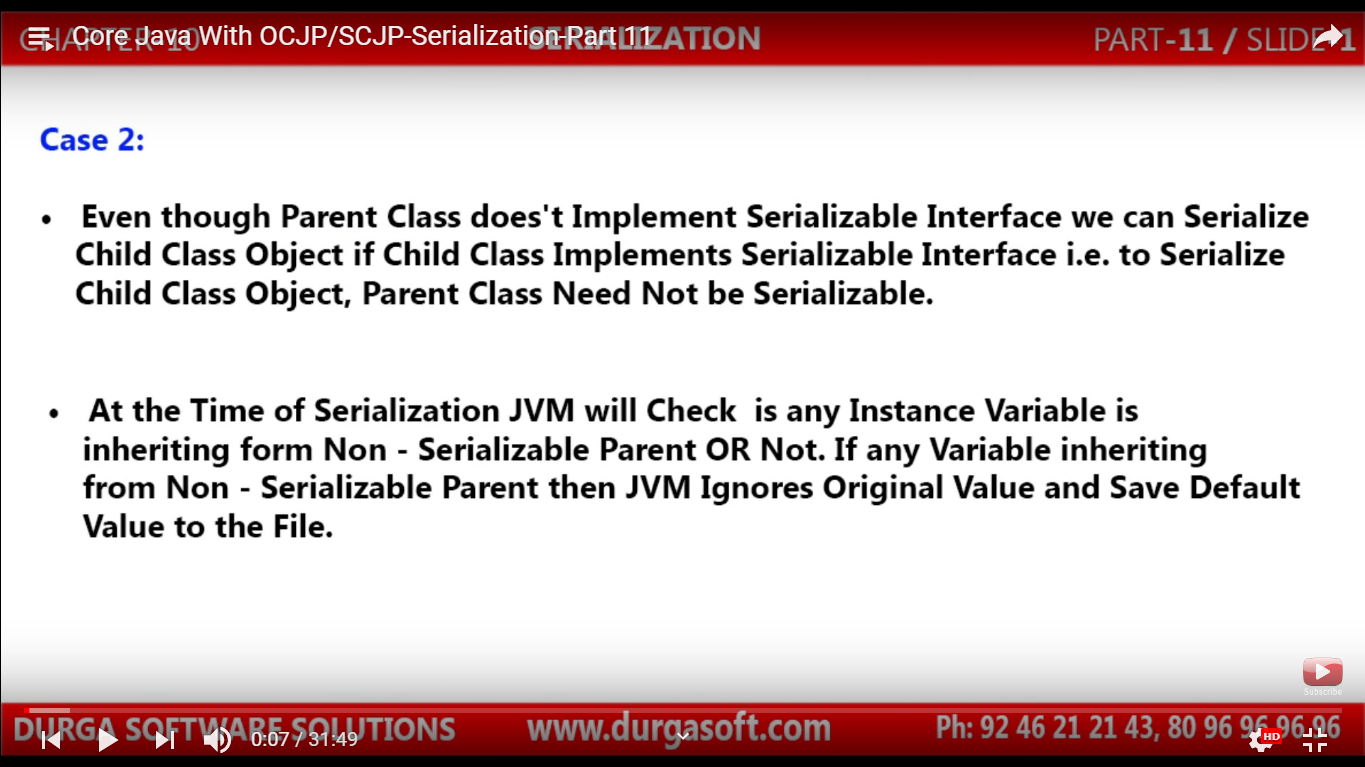 CHAPTER-10
Core Java With OCJP/SCJP-Serialization-Part 11
SERIALIZATION
PART-11 / SLIDE-1
Case 2:
• Even though Parent Class does't Implement Serializable Interface we can Serialize
Child Class Object if Child Class Implements Serializable Interface i.e. to Serialize
Child Class Object, Parent Class Need Not be Serializable.
• At the Time of Serialization JVM will Check is any Instance Variable is
inheriting form Non - Serializable Parent OR Not. If any Variable inheriting
from Non - Serializable Parent then JVM Ignores Original Value and Save Default
Value to the File.
Subscribe
DURGA SOFTWARE SOLUTIONS
www.durgasoft.com
Ph: 92 46 21 21 43, 80 96 96 96 96
0:07 / 31:49
HD